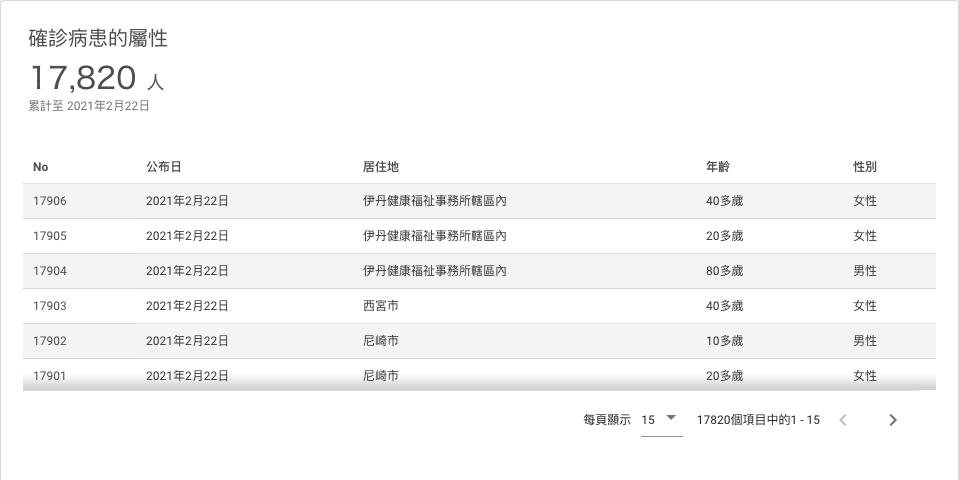 確診病患的屬性
17,820 人
累計至 2021年2月22日
No 公布日 居住地 年齡 性別
17906 2021年2月22日 伊丹健康福祉事務所轄區內 40多歲 女性
17905 2021年2月22日 伊丹健康福祉事務所轄區內 20多歲 女性
17904 2021年2月22日 伊丹健康福祉事務所轄區內 80多歲 男性
17903 2021年2月22日 西宮市 40多歲 女性
17902 2021年2月22日 尼崎市 10多歲 男性
17901 2021年2月22日 尼崎市 20多歲 女性
每頁顯示 15 17820個項目中的1 - 15